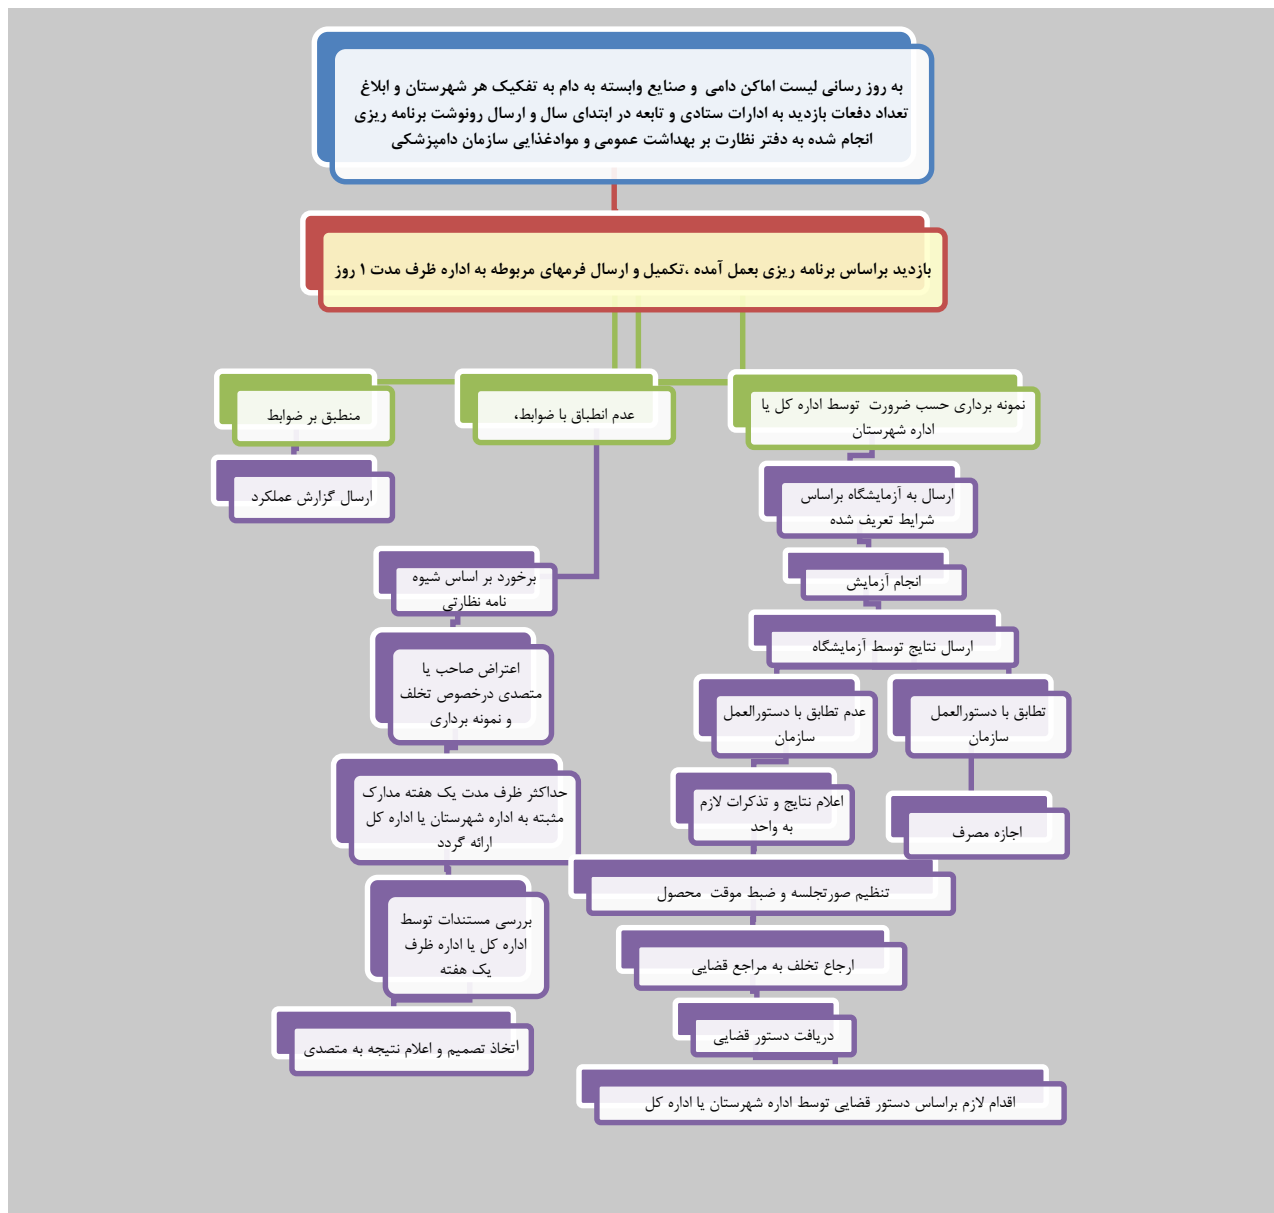 به روز رسانی لیست اماکن دامی و صنایع وابسته به دام به تفکیک هر شهرستان و ابلاغ
تعداد دفعات بازدید به ادارات ستادی و تابعه در ابتدای سال و ارسال رونوشت برنامه ریزی
انجام شده به دفتر نظارت بر بهداشت عمومی و موادغذایی سازمان دامپزشکی
بازدید براساس برنامه ریزی بعمل آمده ،تکمیل و ارسال فرمهای مربوطه به اداره ظرف مدت ۱ روز
نمونه برداری حسب ضرورت توسط اداره کل یا
اداره شهرستان
ارسال به آزمایشگاه براساس
شرایط تعریف شده
انجام آزمایش
ارسال نتایج توسط آزمایشگاه
تطابق با دستورالعمل
سازمان
اجازه مصرف
عدم تطابق با دستورالعمل
سازمان
اعلام نتایج و تذکرات لازم
به واحد
تنظیم صورتجلسه و ضبط موقت محصول
ارجاع تخلف به مراجع قضایی
دریافت دستور قضایی
اقدام لازم براساس دستور قضایی توسط اداره شهرستان یا اداره کل
عدم انطباق با ضوابط،
برخورد بر اساس شیوه
نامه نظارتی
اعتراض صاحب یا
متصدی درخصوص تخلف
و نمونه برداری
حداکثر ظرف مدت یک هفته مدارک
مثبته به اداره شهرستان یا اداره کل
ارائه گردد
بررسی مستندات توسط
اداره کل یا اداره ظرف
یک هفته
اتخاذ تصمیم و اعلام نتیجه به متصدی
منطبق بر ضوابط
ارسال گزارش عملکرد